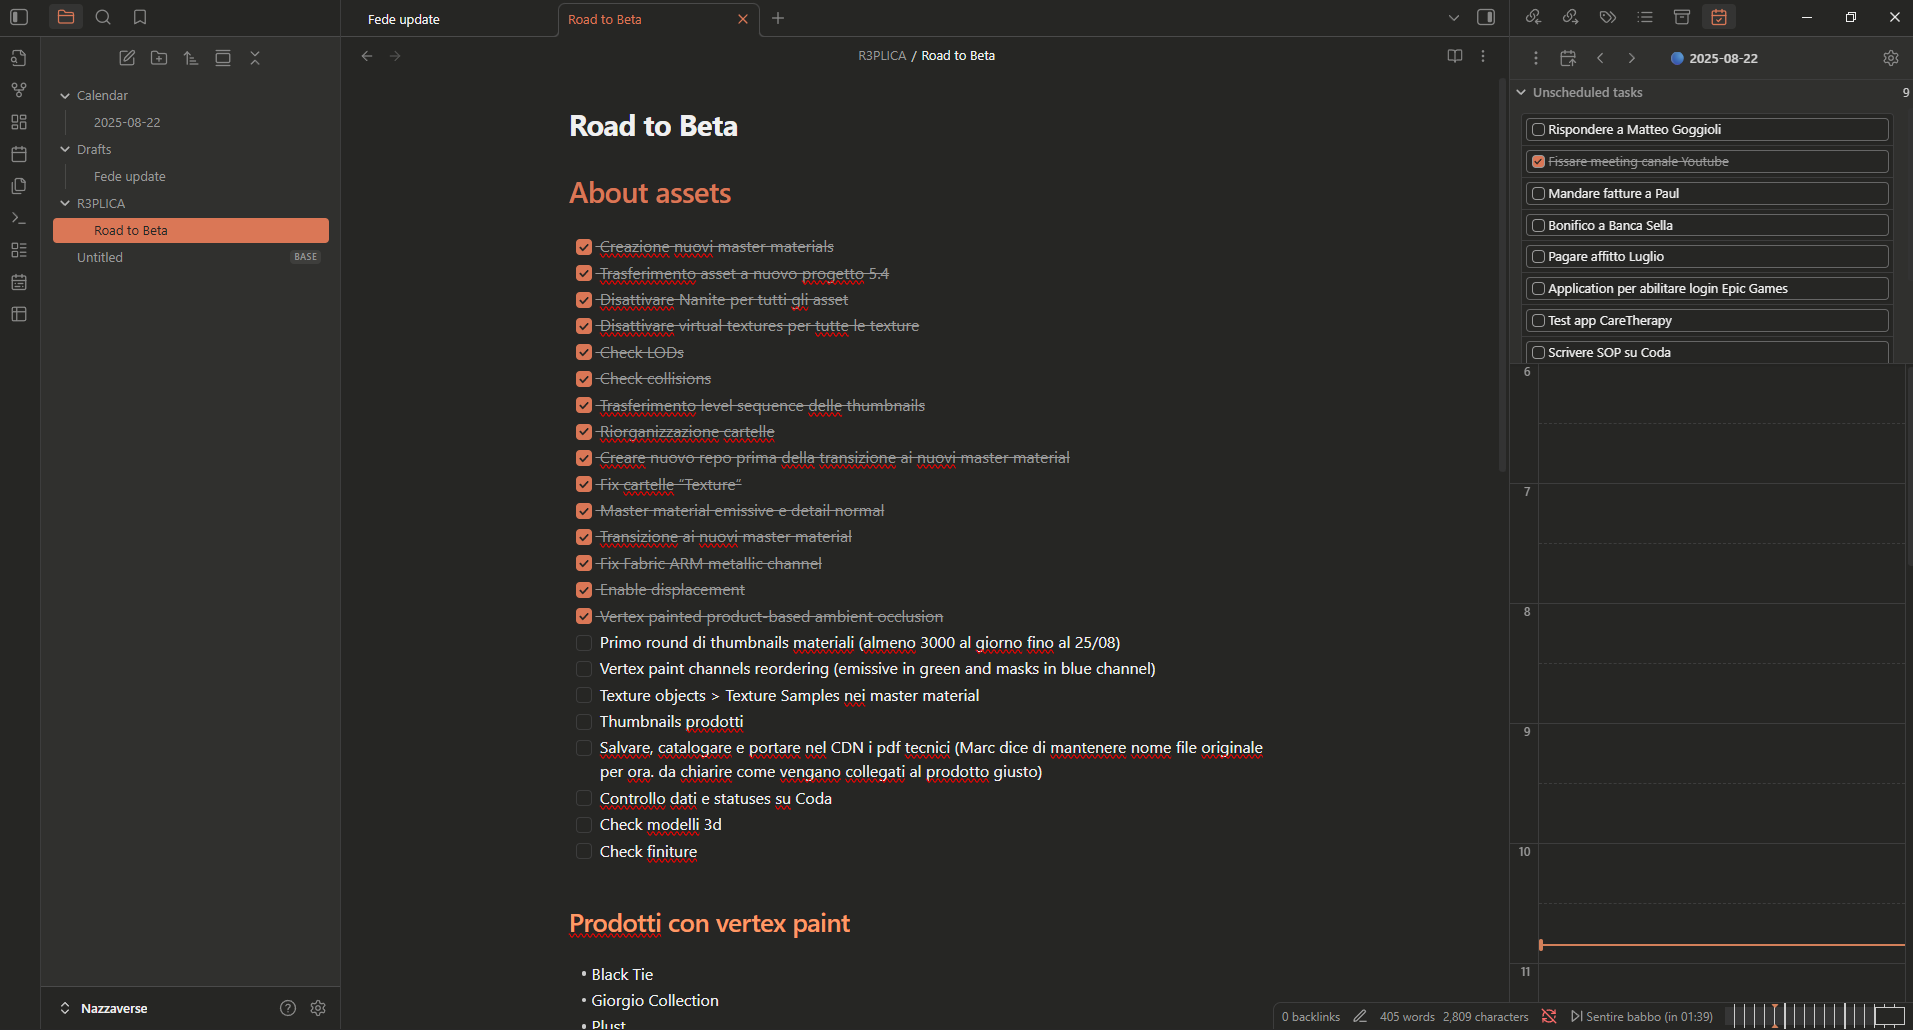 Fede update
Road to Beta
R3PLICA / Road to Beta
2025-08-22
Calendar
2025-08-22
Drafts
Fede update
R3PLICA
Road to Beta
Untitled
BASE
Nazzaverse
Road to Beta
About assets
Creazione nuovi master materials
Trasferimento asset a nuovo progetto 5.4
Disattivare Nanite per tutti gli asset
Disattivare virtual textures per tutte le texture
Check LODs
Check collisions
Trasferimento level sequence delle thumbnails
Riorganizzazione cartelle
Creare nuovo repo prima della transizione ai nuovi master material
Fix cartelle “Texture”
Master material emissive e detail normal
Transizione ai nuovi master material
Fix Fabric ARM metallic channel
Enable displacement
Vertex painted product-based ambient occlusion
Primo round di thumbnails materiali (almeno 3000 al giorno fino al 25/08)
Vertex paint channels reordering (emissive in green and masks in blue channel)
Texture objects > Texture Samples nei master material
Thumbnails prodotti
Salvare, catalogare e portare nel CDN i pdf tecnici (Marc dice di mantenere nome file originale
per ora. da chiarire come vengano collegati al prodotto giusto)
Controllo dati e statuses su Coda
Check modelli 3d
Check finiture
Prodotti con vertex paint
• Black Tie
• Giorgio Collection
• Plust
Unscheduled tasks 9
Rispondere a Matteo Goggioli
Fissare meeting canale Youtube
Mandare fatture a Paul
Bonifico a Banca Sella
Pagare affitto Luglio
Application per abilitare login Epic Games
Test app CareTherapy
Scrivere SOP su Coda
6
7
8
9
10
11
0 backlinks
405 words 2,809 characters
Sentire babbo (in 01:39)